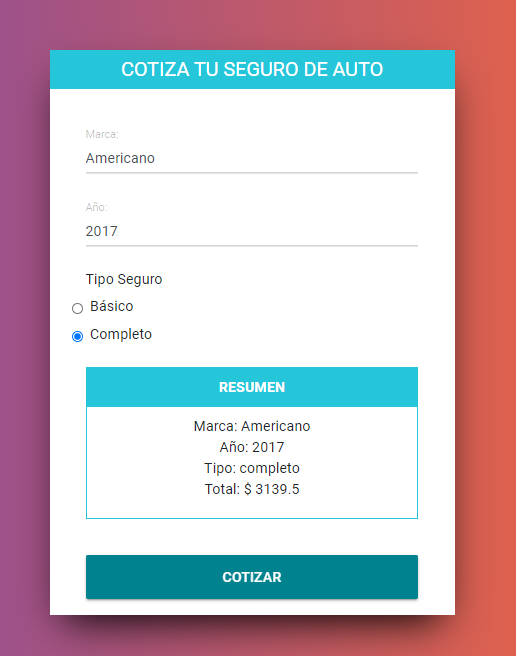 COTIZA TU SEGURO DE AUTO
Marca:
Americano
Año:
2017
Tipo Seguro
Básico
Completo
RESUMEN
Marca: Americano
Año: 2017
Tipo: completo
Total: $ 3139.5
COTIZAR